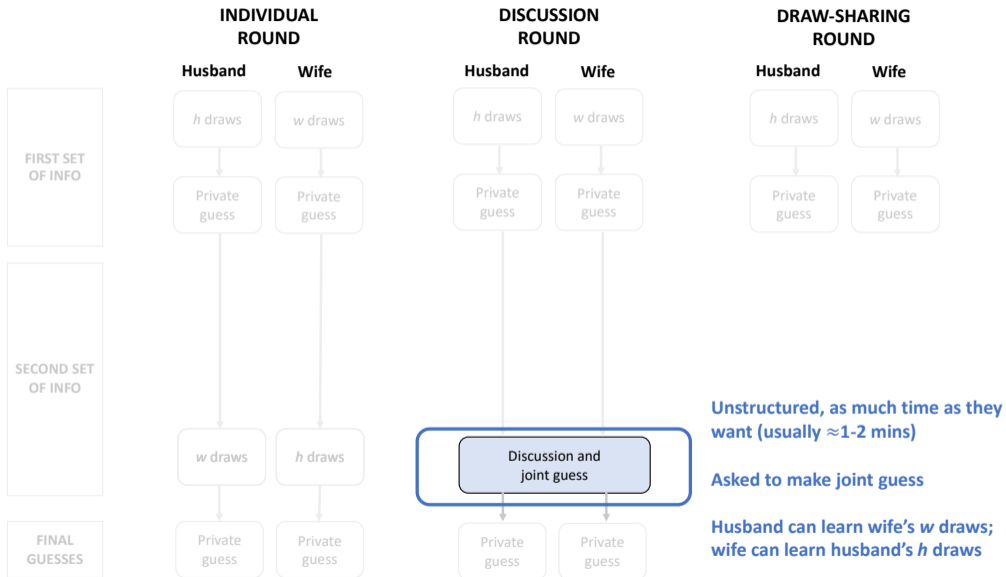 INDIVIDUAL
ROUND
DISCUSSION
ROUND
DRAW-SHARING
ROUND
Husband
Wife
Husband
Wife
Husband
Wife
FIRST SET
OF INFO
h draws
w draws
h draws
w draws
h draws
w draws
Private
guess
Private
guess
Private
guess
Private
guess
Private
guess
Private
guess
SECOND SET
OF INFO
w draws
h draws
Discussion and
joint guess
Unstructured, as much time as they
want (usually ≈1-2 mins)
Asked to make joint guess
Husband can learn wife’s w draws;
wife can learn husband’s h draws
FINAL
GUESSES
Private
guess
Private
guess
Private
guess
Private
guess